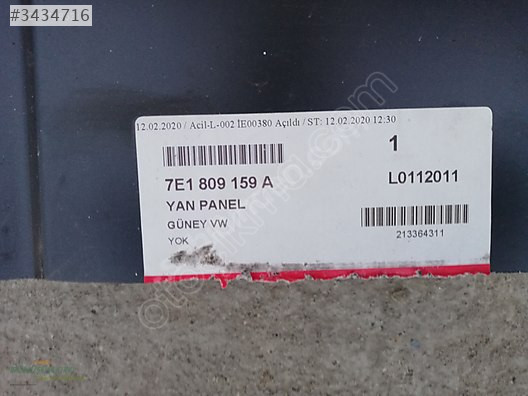 #3434716
12.02.2020 / Acil-L-002 İE00380 Açıldı / ST: 12.02.2020 12:30
1
7E1 809 159 A
L0112011
YAN PANEL
GÜNEY VW
YOK
213364311